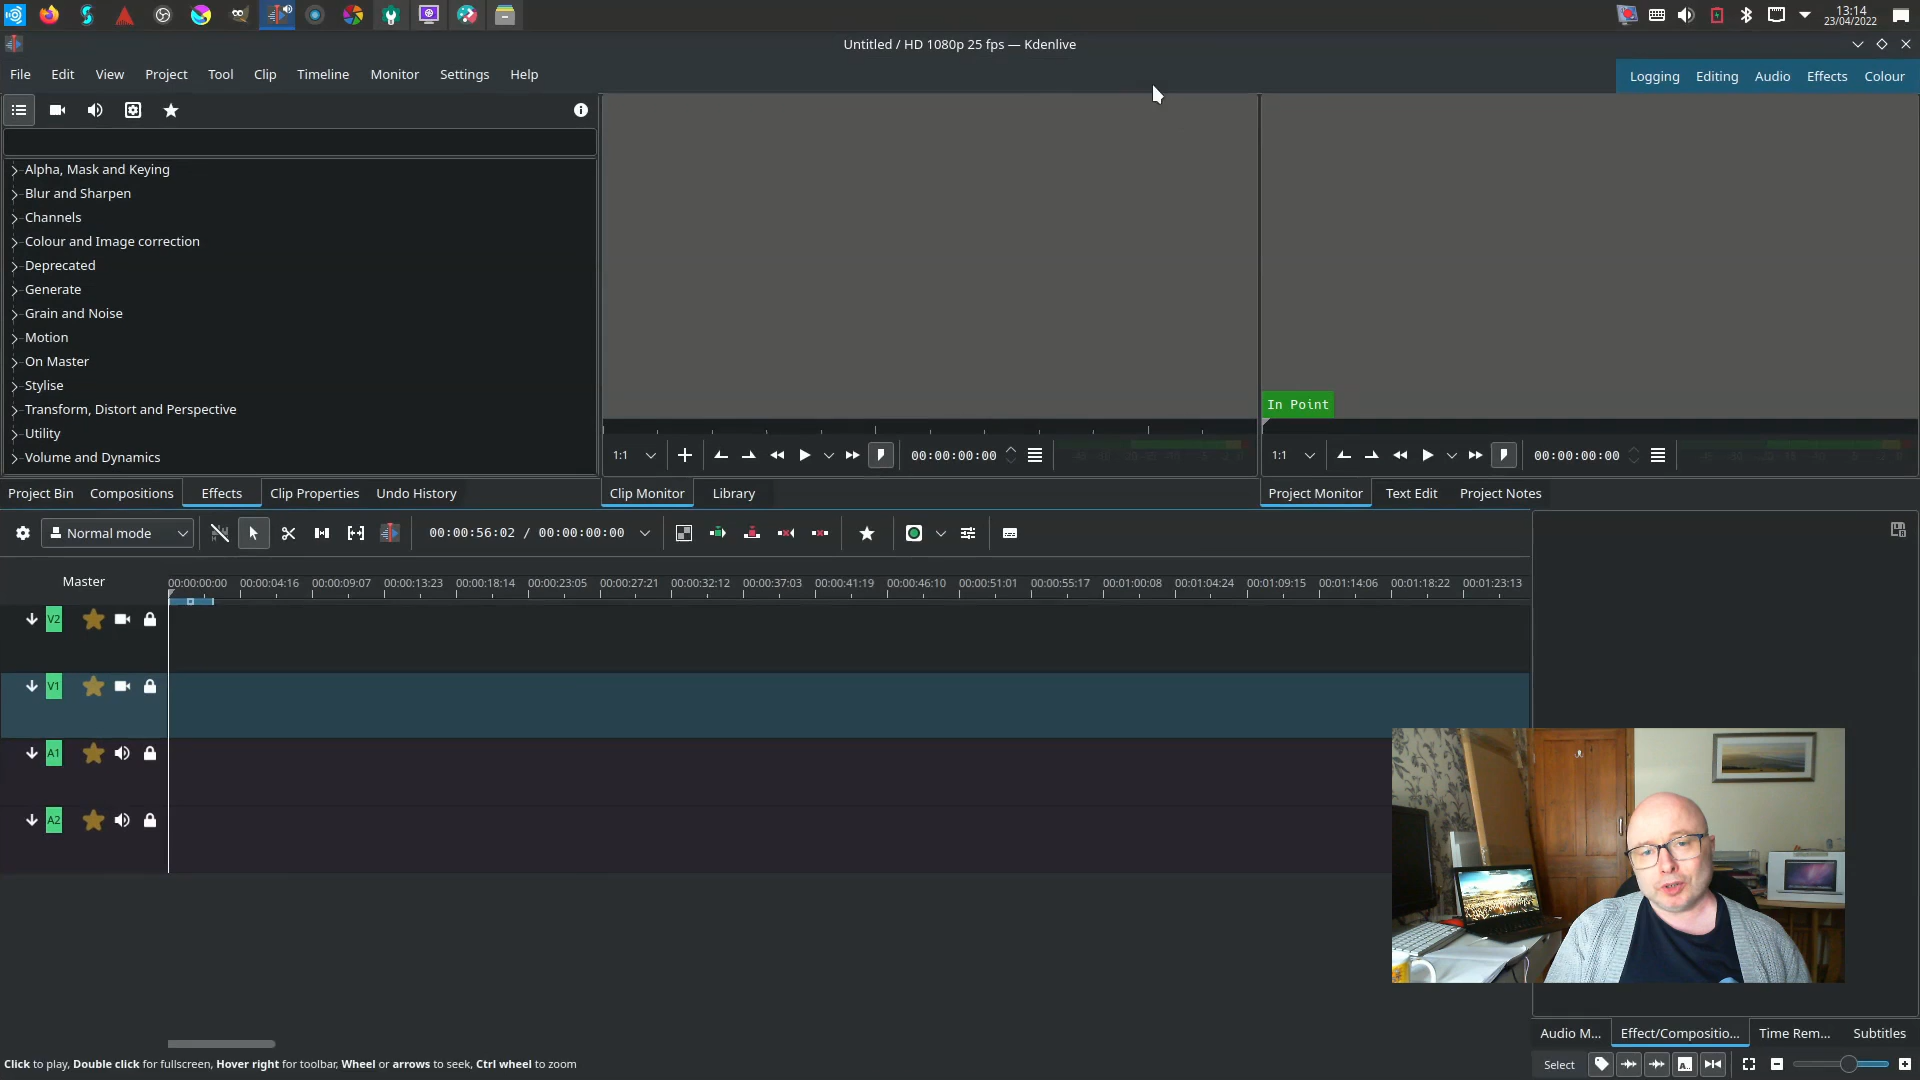 13:14
23/04/2022
Untitled / HD 1080p 25 fps — Kdenlive
File Edit View Project Tool Clip Timeline Monitor Settings Help
Logging Editing Audio Effects Colour
Alpha, Mask and Keying
Blur and Sharpen
Channels
Colour and Image correction
Deprecated
Generate
Grain and Noise
Motion
On Master
Stylise
Transform, Distort and Perspective
Utility
Volume and Dynamics
In Point
1:1 00:00:00:00
1:1 00:00:00:00
Project Bin Compositions Effects Clip Properties Undo History
Clip Monitor Library
Project Monitor Text Edit Project Notes
Normal mode 00:00:56:02 / 00:00:00:00
Master
00:00:00:00 00:00:04:16 00:00:09:07 00:00:13:23 00:00:18:14 00:00:23:05 00:00:27:21 00:00:32:12 00:00:37:03 00:00:41:19 00:00:46:10 00:00:51:01 00:00:55:17 00:01:00:08 00:01:04:24 00:01:09:15 00:01:14:06 00:01:18:22 00:01:23:13
V2
V1
A1
A2
Audio M... Effect/Compositio... Time Rem... Subtitles
Click to play, Double click for fullscreen, Hover right for toolbar, Wheel or arrows to seek, Ctrl wheel to zoom
Select